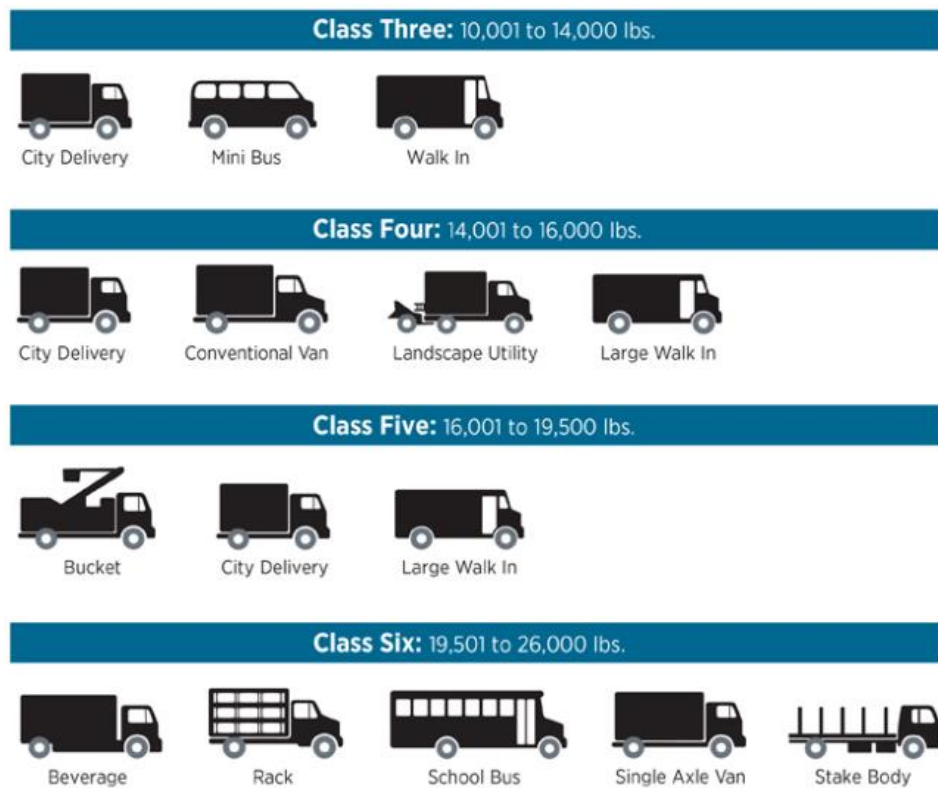 Class Three: 10,001 to 14,000 lbs.
City Delivery
Mini Bus
Walk In
Class Four: 14,001 to 16,000 lbs.
City Delivery
Conventional Van
Landscape Utility
Large Walk In
Class Five: 16,001 to 19,500 lbs.
Bucket
City Delivery
Large Walk In
Class Six: 19,501 to 26,000 lbs.
Beverage
Rack
School Bus
Single Axle Van
Stake Body